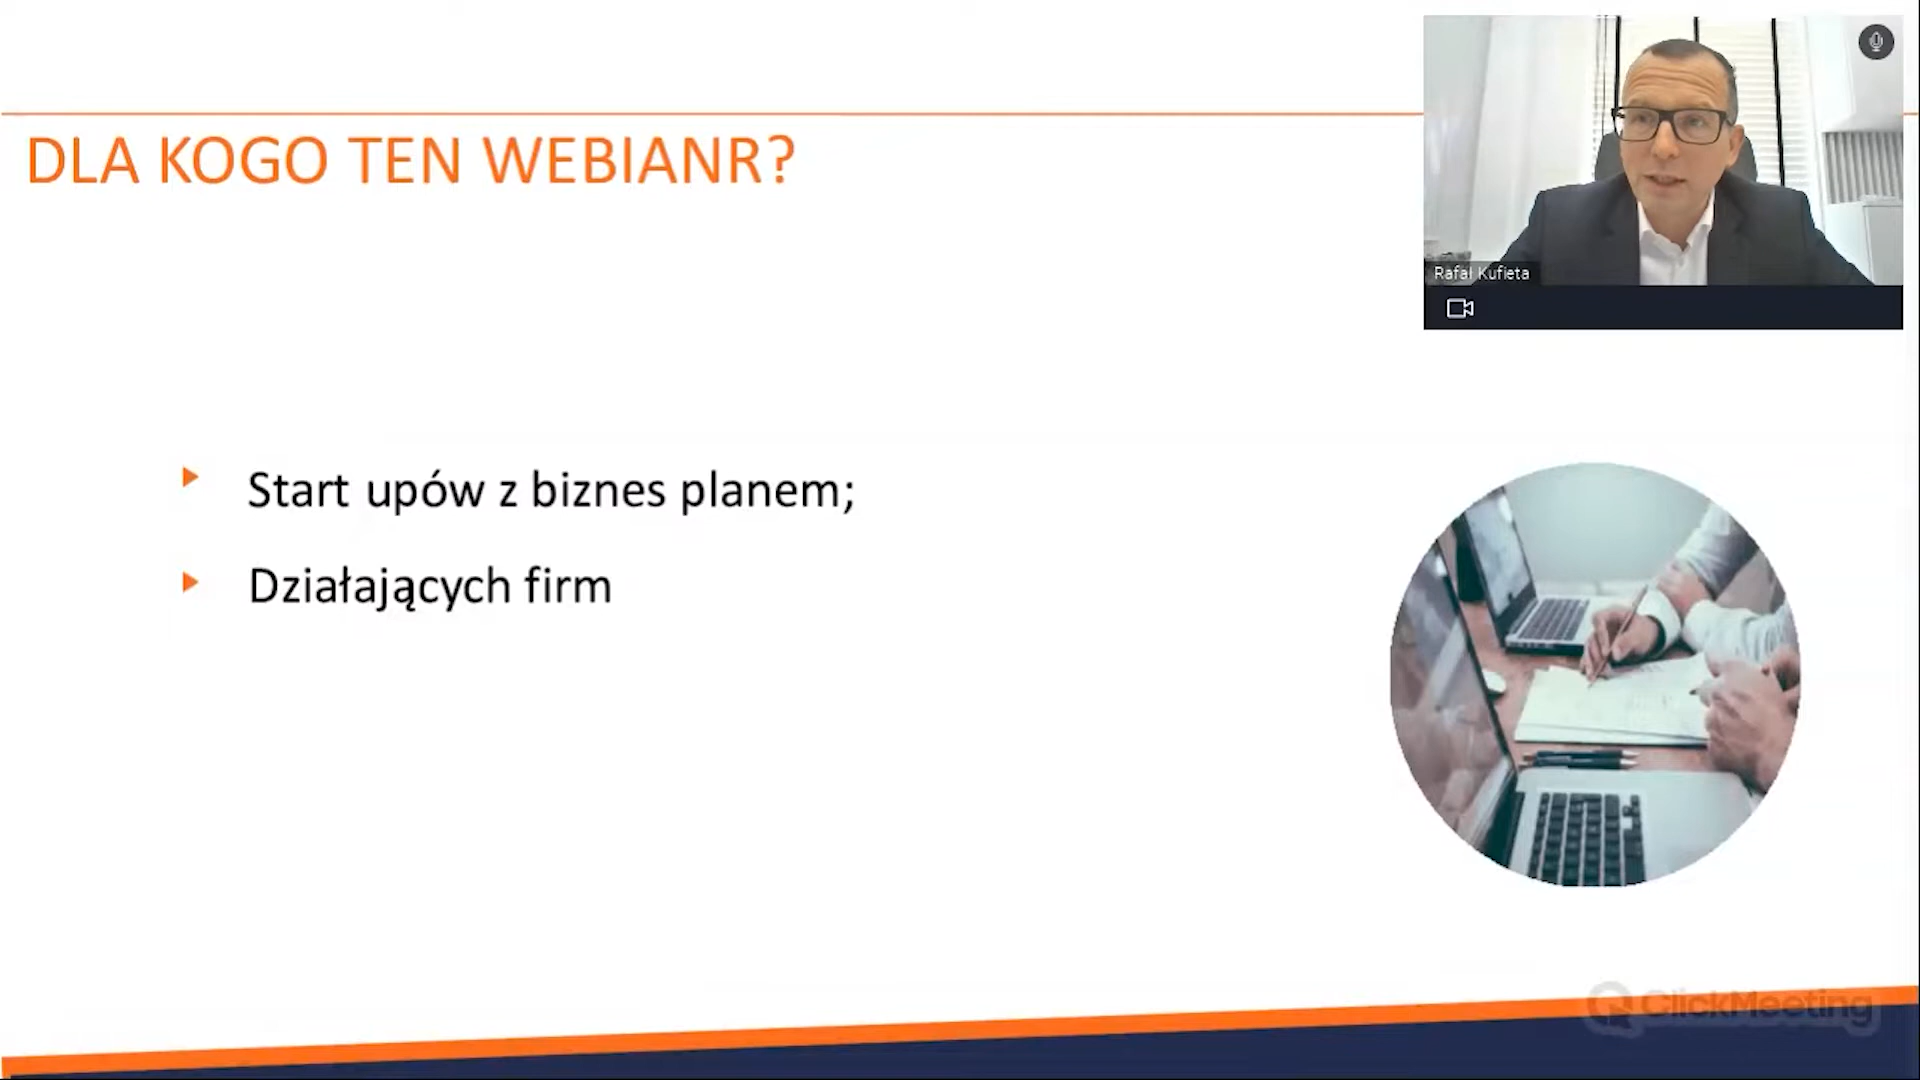 DLA KOGO TEN WEBIANR?
Rafał Kufieta
Start upów z biznes planem;
Działających firm
ClickMeeting